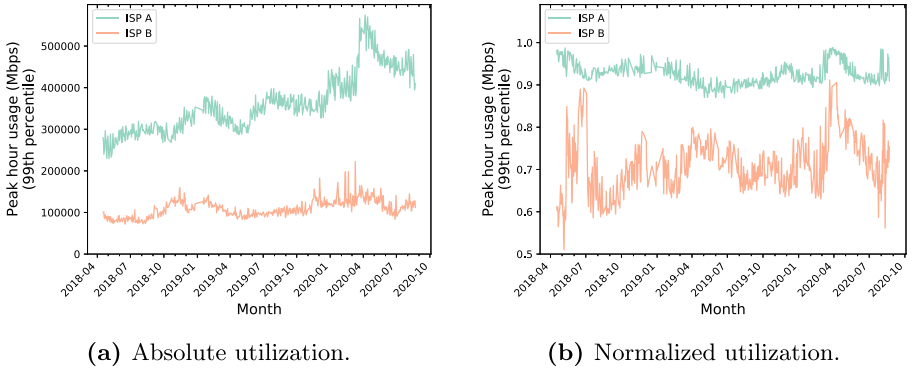 ISP A
ISP B
Peak hour usage (Mbps)
(99th percentile)
500000
400000
300000
200000
100000
0
2018-04
2018-07
2018-10
2019-01
2019-04
2019-07
2019-10
2020-01
2020-04
2020-07
2020-10
Month
(a) Absolute utilization.
ISP A
ISP B
Peak hour usage (Mbps)
(99th percentile)
1.0
0.9
0.8
0.7
0.6
0.5
2018-04
2018-07
2018-10
2019-01
2019-04
2019-07
2019-10
2020-01
2020-04
2020-07
2020-10
Month
(b) Normalized utilization.